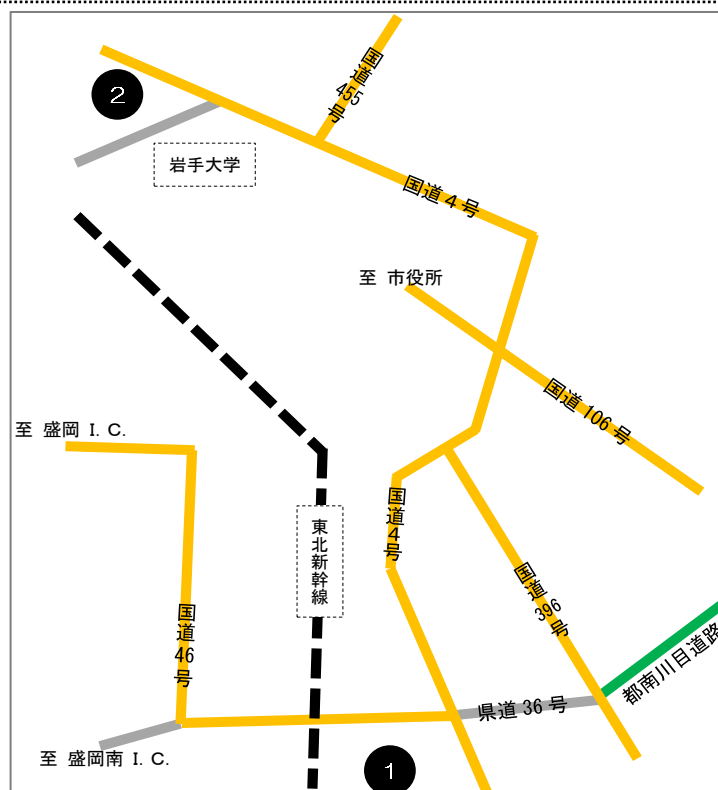 国道455号
2
岩手大学
国道４号
至 市役所
国道 106 号
至 盛岡 I.C.
国道4号
東北新幹線
国道396号
国道46号
都南川目道路
県道 36 号
至 盛岡南 I.C.
1